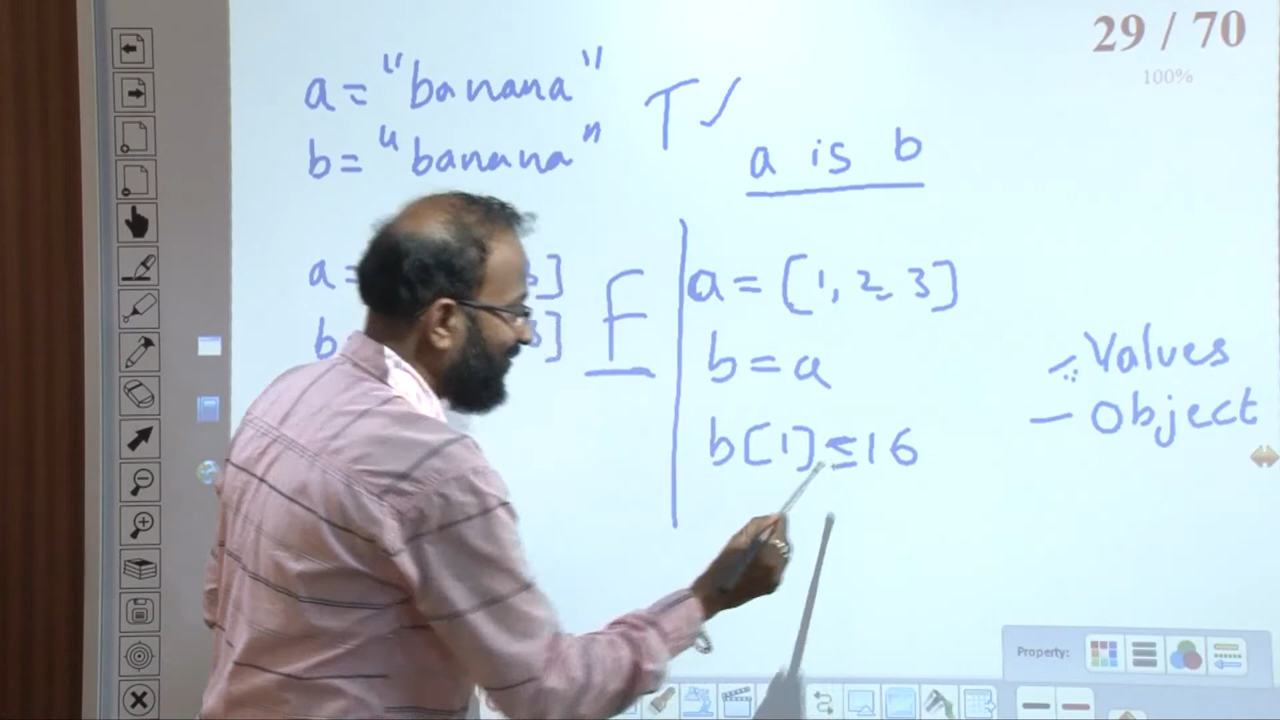 29 / 70
100%
a = "banana"
b = "banana"
T ✓
a is b
a =
]
b
]
F
a = [1, 2, 3]
b = a
b[1] = 16
Values
- Object
Property: